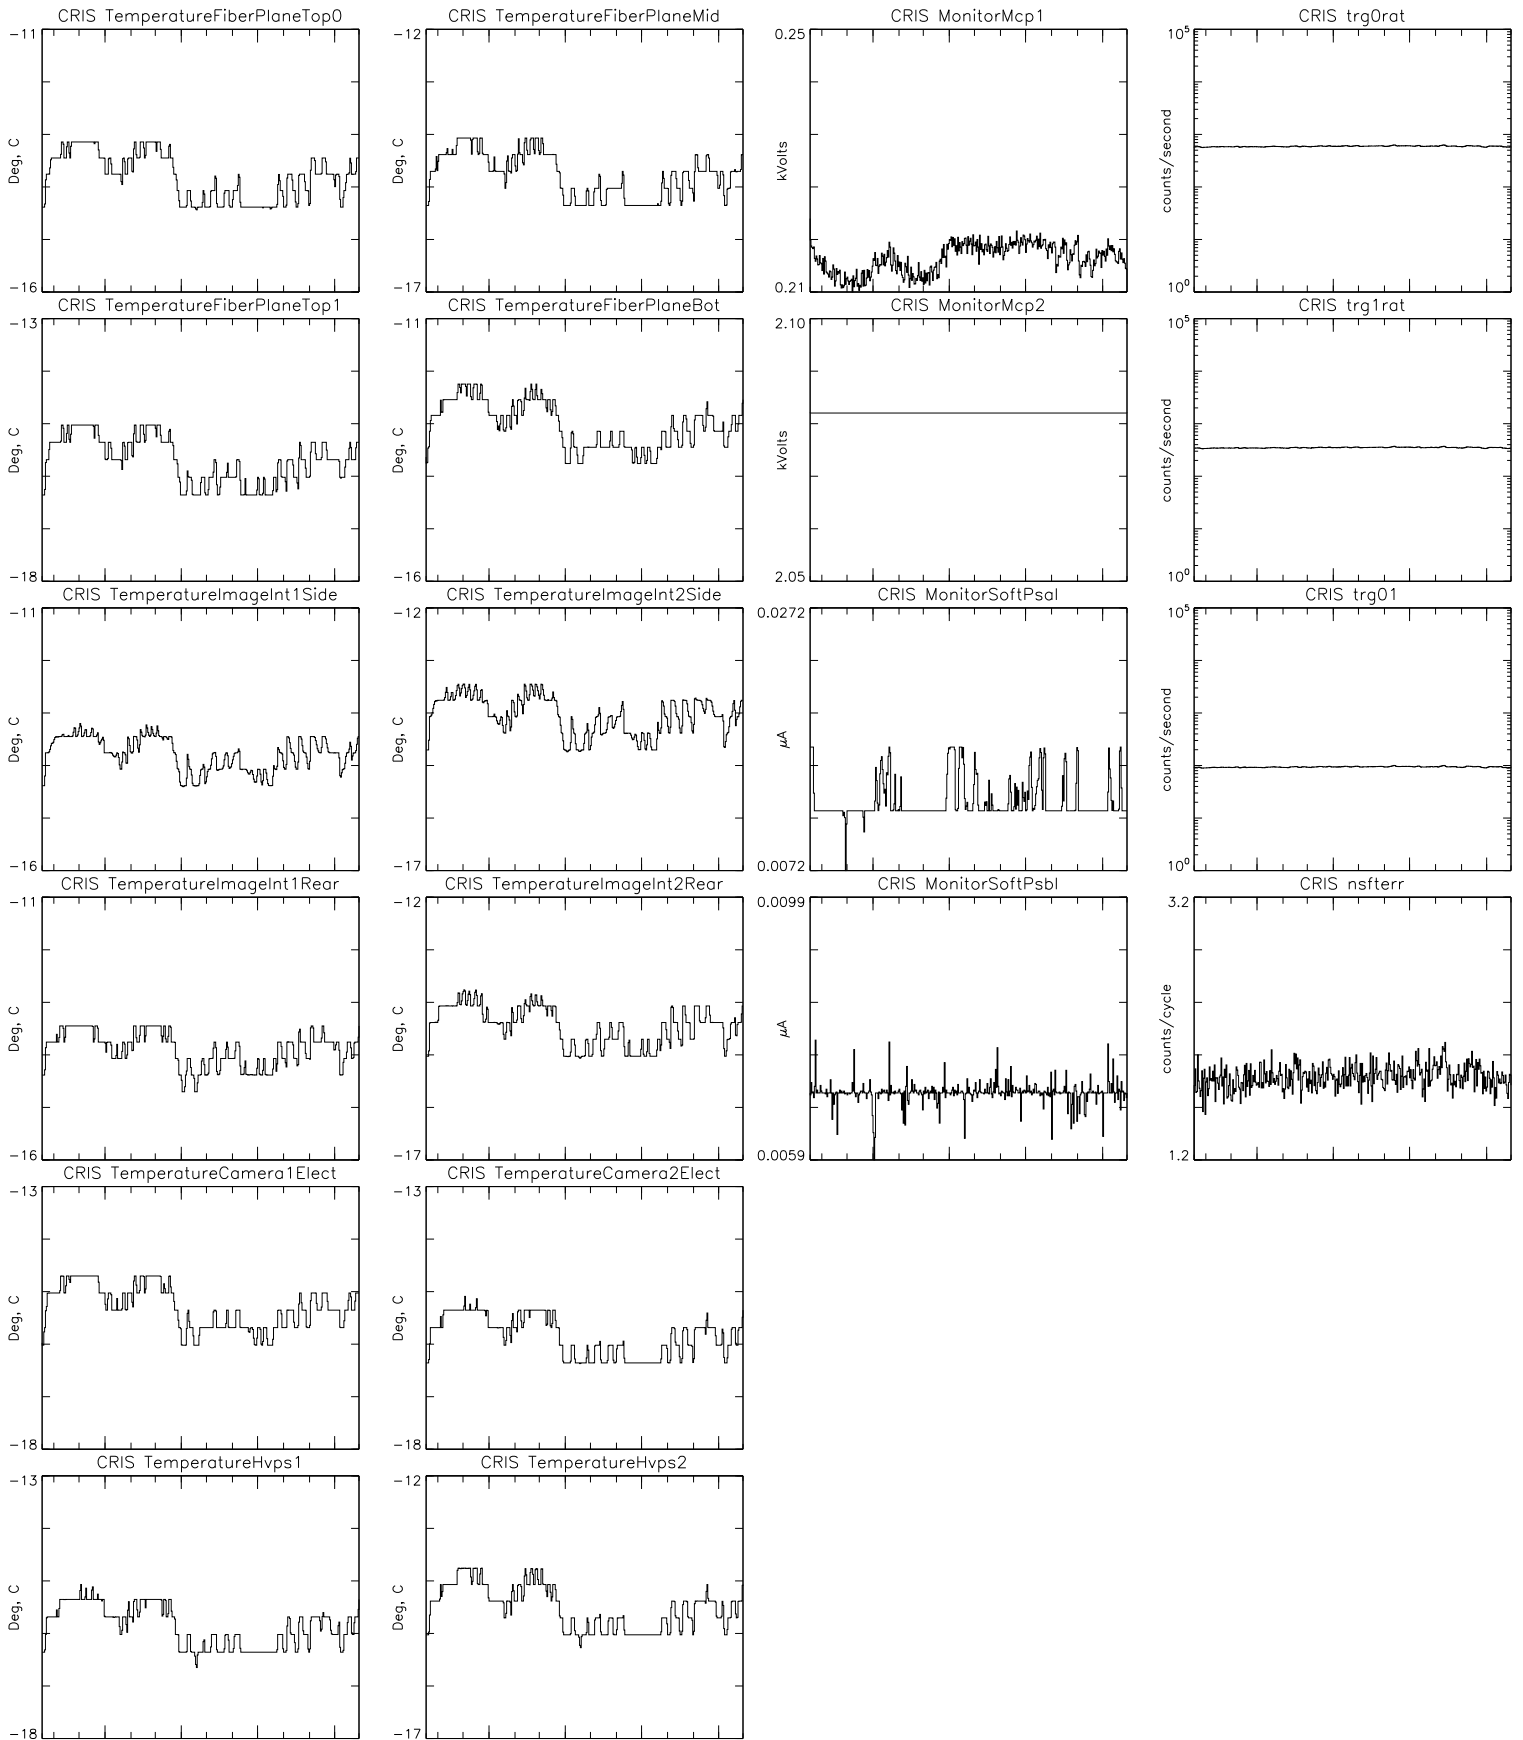 CRIS TemperatureFiberPlaneTop0
-11
Deg, C
-16
CRIS TemperatureFiberPlaneMid
-12
Deg, C
-17
CRIS MonitorMcp1
0.25
kVolts
0.21
CRIS trg0rat
10^5
counts/second
10^0
CRIS TemperatureFiberPlaneTop1
-13
Deg, C
-18
CRIS TemperatureFiberPlaneBot
-11
Deg, C
-16
CRIS MonitorMcp2
2.10
kVolts
2.05
CRIS trg1rat
10^5
counts/second
10^0
CRIS TemperatureImageInt1Side
-11
Deg, C
-16
CRIS TemperatureImageInt2Side
-12
Deg, C
-17
CRIS MonitorSoftPsaI
0.0272
μA
0.0072
CRIS trg01
10^5
counts/second
10^0
CRIS TemperatureImageInt1Rear
-11
Deg, C
-16
CRIS TemperatureImageInt2Rear
-12
Deg, C
-17
CRIS MonitorSoftPsbI
0.0099
μA
0.0059
CRIS nsfterr
3.2
counts/cycle
1.2
CRIS TemperatureCamera1Elect
-13
Deg, C
-18
CRIS TemperatureCamera2Elect
-13
Deg, C
-18
CRIS TemperatureHvps1
-13
Deg, C
-18
CRIS TemperatureHvps2
-12
Deg, C
-17